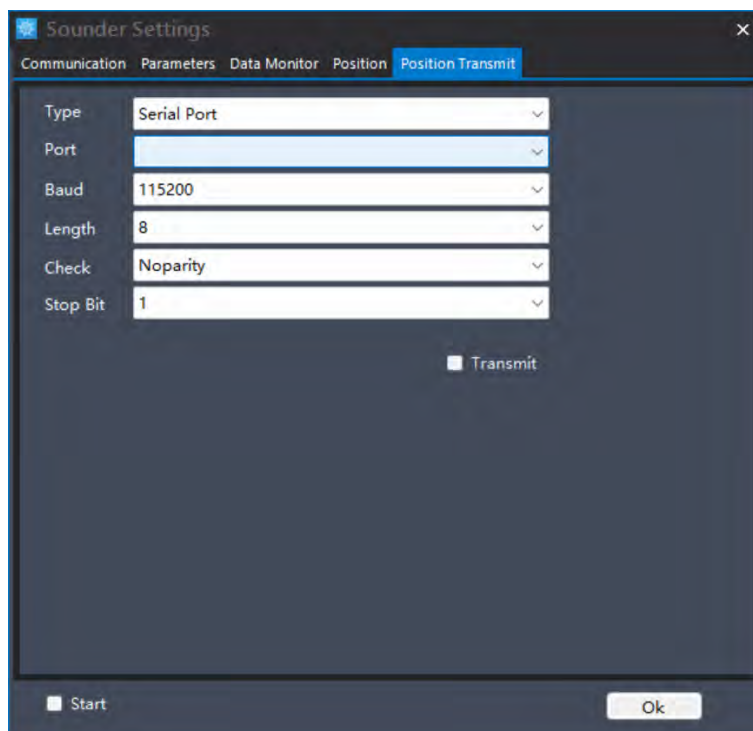 Sounder Settings
Communication Parameters Data Monitor Position Position Transmit
Type Serial Port
Port
Baud 115200
Length 8
Check Noparity
Stop Bit 1
Transmit
Start Ok